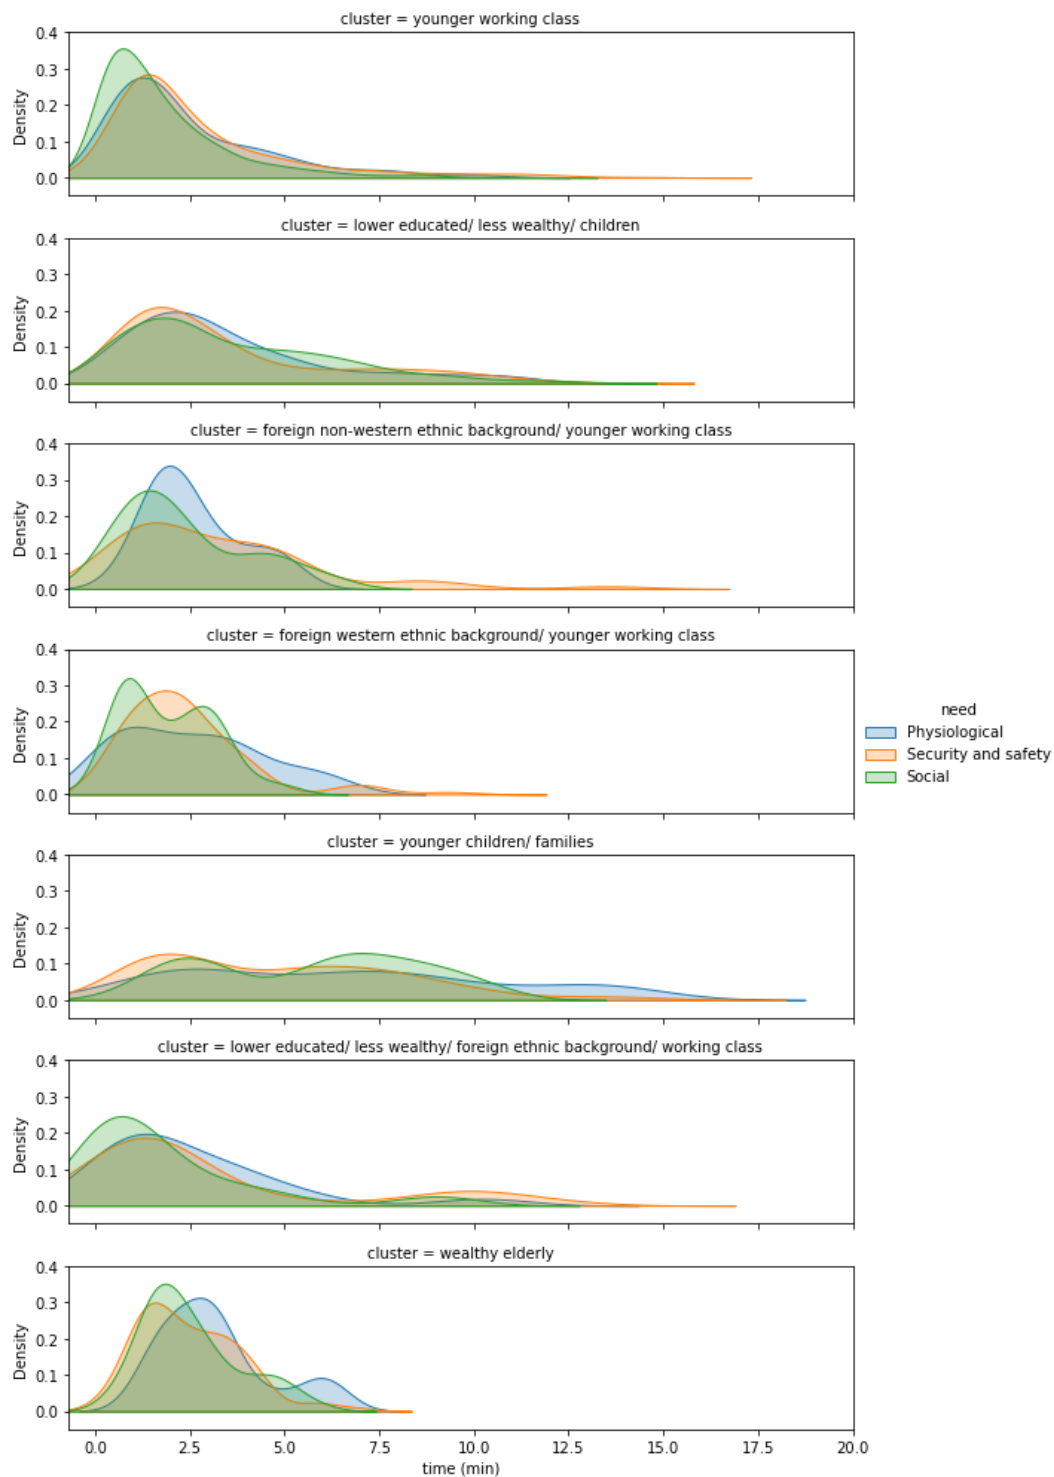 cluster = younger working class
0.4
0.3
0.2
0.1
0.0
Density
cluster = lower educated/ less wealthy/ children
0.4
0.3
0.2
0.1
0.0
Density
cluster = foreign non-western ethnic background/ younger working class
0.4
0.3
0.2
0.1
0.0
Density
cluster = foreign western ethnic background/ younger working class
0.4
0.3
0.2
0.1
0.0
Density
need
Physiological
Security and safety
Social
cluster = younger children/ families
0.4
0.3
0.2
0.1
0.0
Density
cluster = lower educated/ less wealthy/ foreign ethnic background/ working class
0.4
0.3
0.2
0.1
0.0
Density
cluster = wealthy elderly
0.4
0.3
0.2
0.1
0.0
Density
0.0 2.5 5.0 7.5 10.0 12.5 15.0 17.5 20.0
time (min)